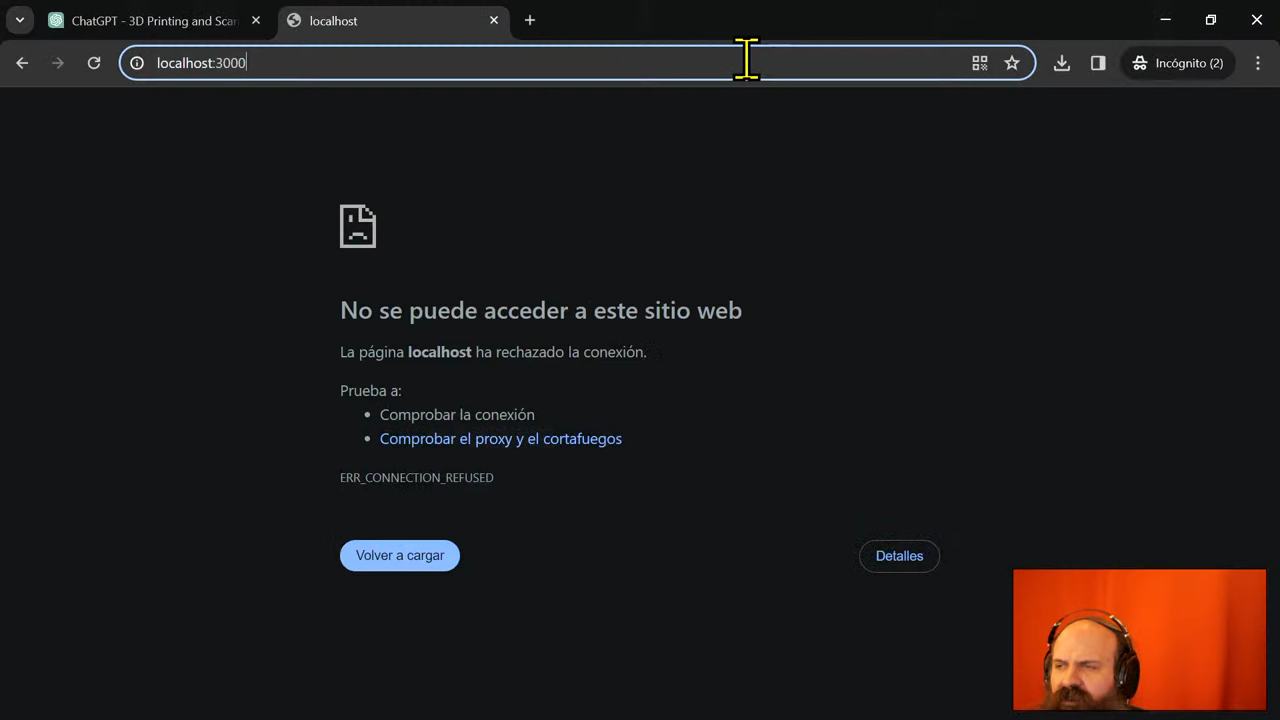 ChatGPT - 3D Printing and Scan
localhost
localhost:3000
Incógnito (2)
No se puede acceder a este sitio web
La página localhost ha rechazado la conexión.
Prueba a:
Comprobar la conexión
Comprobar el proxy y el cortafuegos
ERR_CONNECTION_REFUSED
Volver a cargar
Detalles